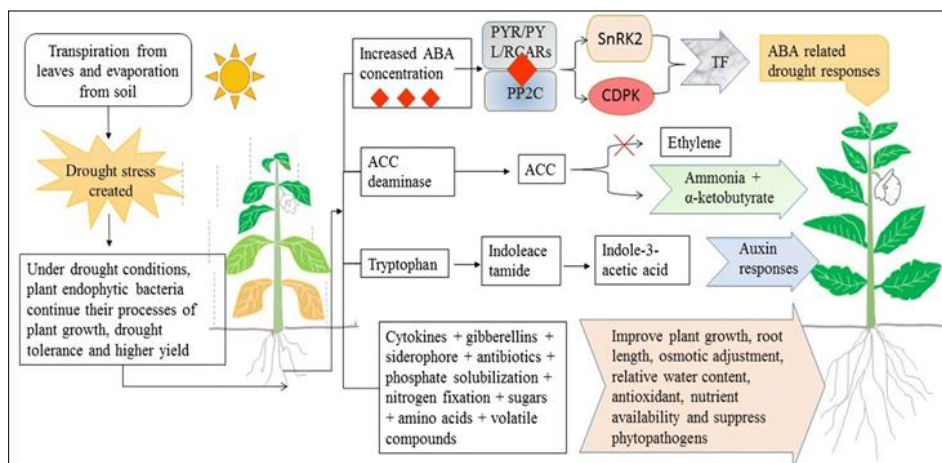 Transpiration from
leaves and evaporation
from soil
Drought stress
created
Under drought conditions,
plant endophytic bacteria
continue their processes of
plant growth, drought
tolerance and higher yield
Increased ABA
concentration
PYR/PY
L/RCARs
PP2C
SnRK2
CDPK
TF
ABA related
drought responses
ACC
deaminase
ACC
Ethylene
Ammonia +
α-ketobutyrate
Tryptophan
Indoleace
tamide
Indole-3-
acetic acid
Auxin
responses
Cytokines + gibberellins +
siderophore + antibiotics +
phosphate solubilization +
nitrogen fixation + sugars
+ amino acids + volatile
compounds
Improve plant growth, root
length, osmotic adjustment,
relative water content,
antioxidant, nutrient
availability and suppress
phytopathogens